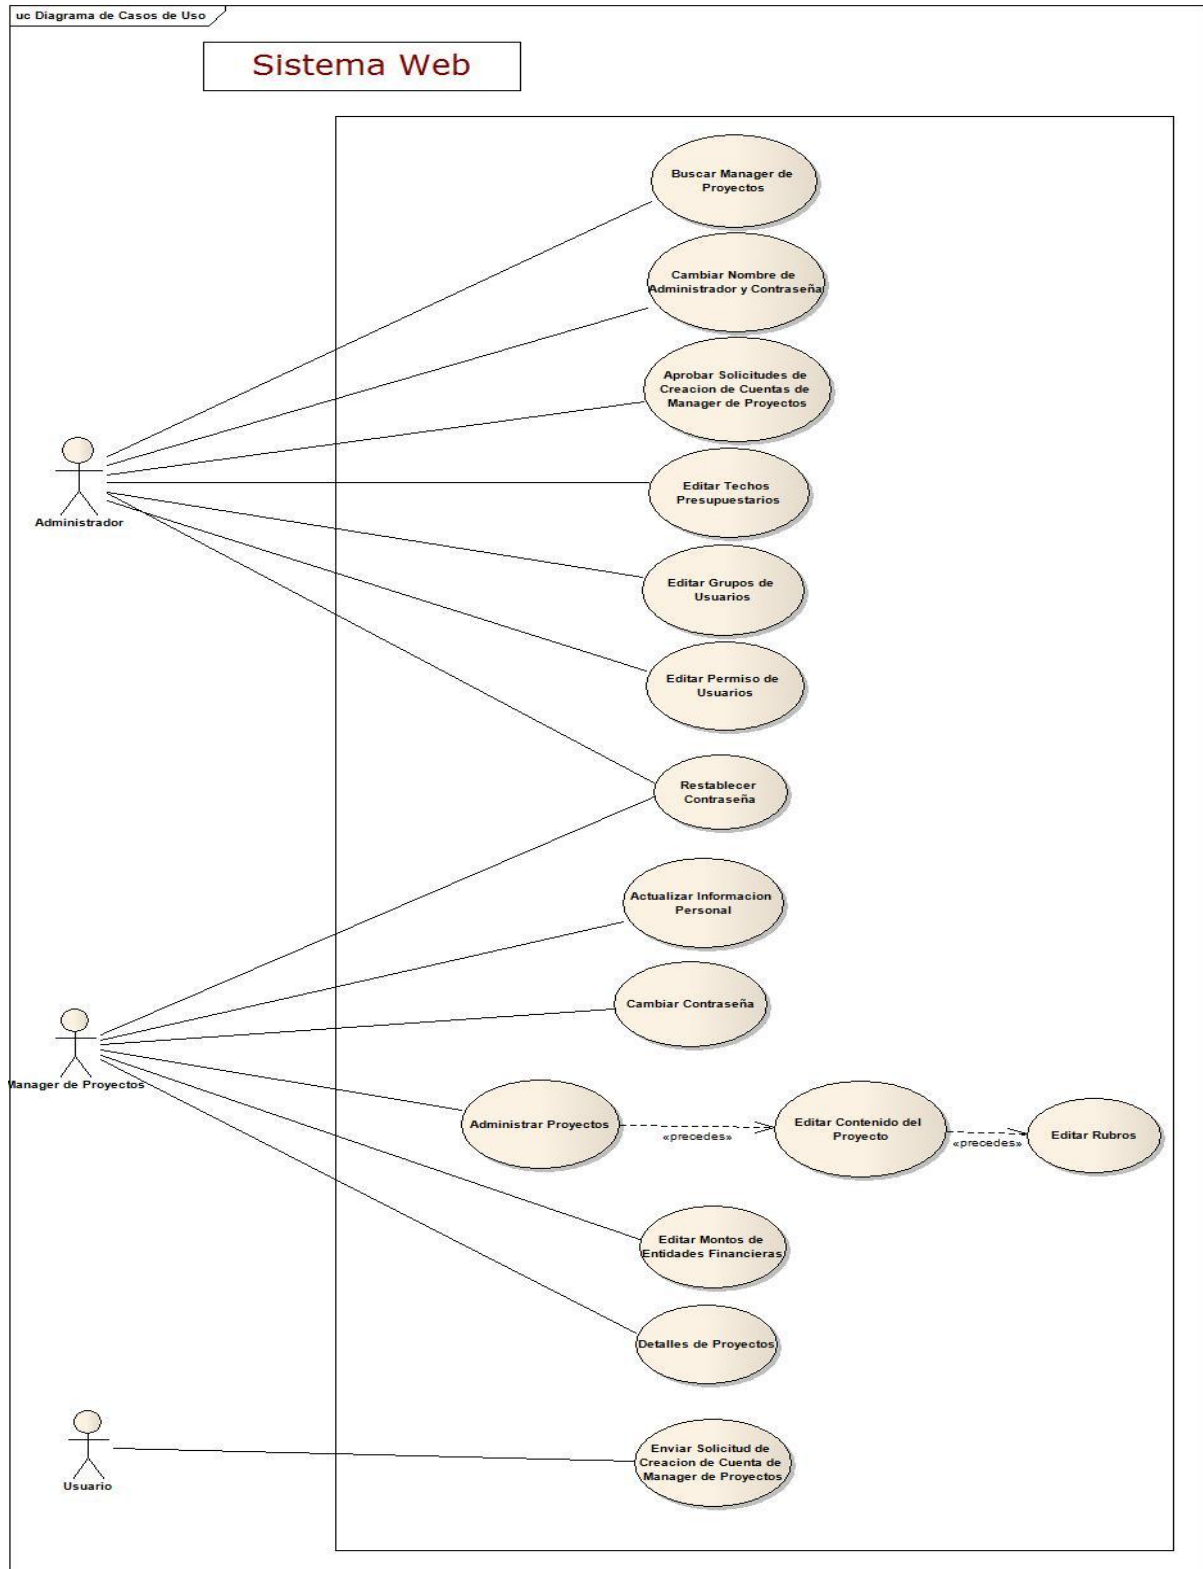 uc Diagrama de Casos de Uso
Sistema Web
Buscar Manager de
Proyectos
Cambiar Nombre de
Administrador y Contraseña
Aprobar Solicitudes de
Creacion de Cuentas de
Manager de Proyectos
Editar Techos
Presupuestarios
Administrador
Editar Grupos de
Usuarios
Editar Permiso de
Usuarios
Restablecer
Contraseña
Actualizar Informacion
Personal
Cambiar Contraseña
Manager de Proyectos
Administrar Proyectos
«precedes»
Editar Contenido del
Proyecto
«precedes»
Editar Rubros
Editar Montos de
Entidades Financieras
Detalles de Proyectos
Enviar Solicitud de
Creacion de Cuenta de
Manager de Proyectos
Usuario